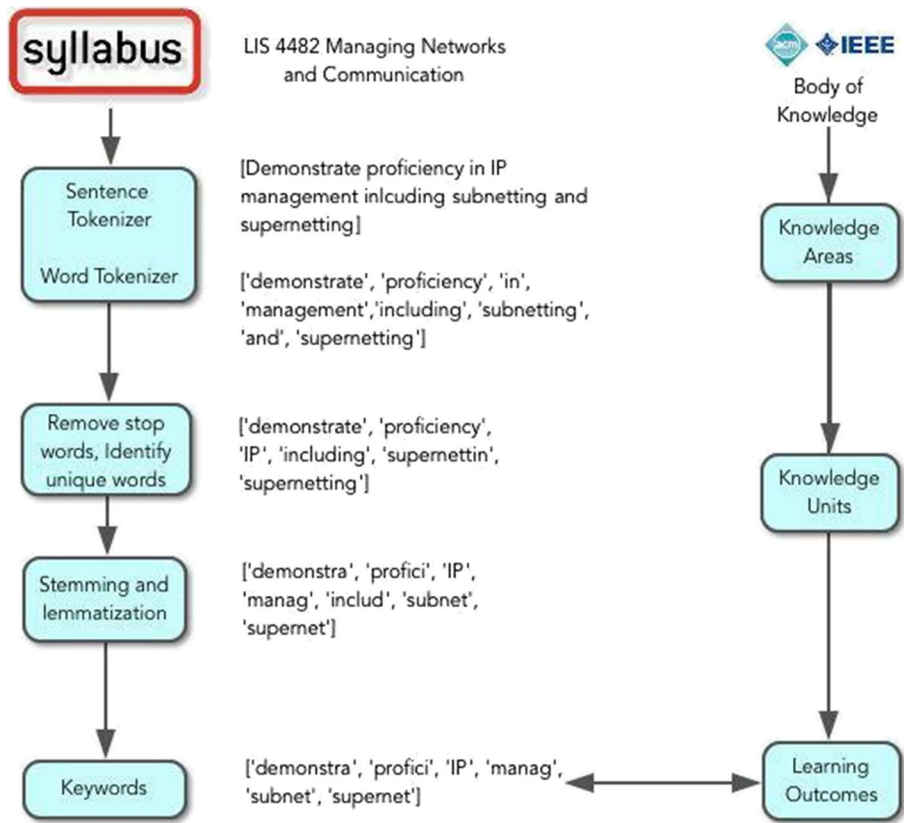 syllabus
LIS 4482 Managing Networks
and Communication
acm IEEE
Body of
Knowledge
Sentence
Tokenizer
Word Tokenizer
[Demonstrate proficiency in IP
management inlcuding subnetting and
supernetting]
['demonstrate', 'proficiency', 'in',
'management','including', 'subnetting',
'and', 'supernetting']
Knowledge
Areas
Remove stop
words, Identify
unique words
['demonstrate', 'proficiency',
'IP', 'including', 'supernettin',
'supernetting']
Knowledge
Units
Stemming and
lemmatization
['demonstra', 'profici', 'IP',
'manag', 'includ', 'subnet',
'supernet']
Keywords
['demonstra', 'profici', 'IP', 'manag',
'subnet', 'supernet']
Learning
Outcomes